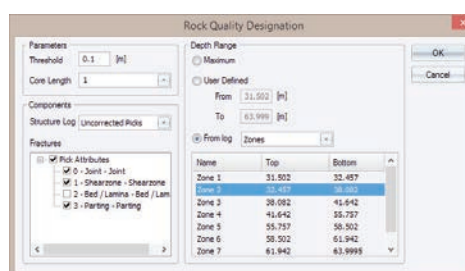 Rock Quality Designation
Parameters
Threshold 0.1 [m]
Core Length 1
Components
Structure Log Uncorrected Picks
Fractures
Pick Attributes
0 - Joint - Joint
1 - Shearzone - Shearzone
2 - Bed / Lamina - Bed / Lam
3 - Parting - Parting
Depth Range
Maximum
User Defined
From 31.502 [m]
To 63.999 [m]
From log Zones
Name Top Bottom
Zone 1 31.502 32.457
Zone 2 32.457 38.082
Zone 3 38.082 41.642
Zone 4 41.642 55.757
Zone 5 55.757 58.502
Zone 6 58.502 61.942
Zone 7 61.942 63.9995
OK
Cancel